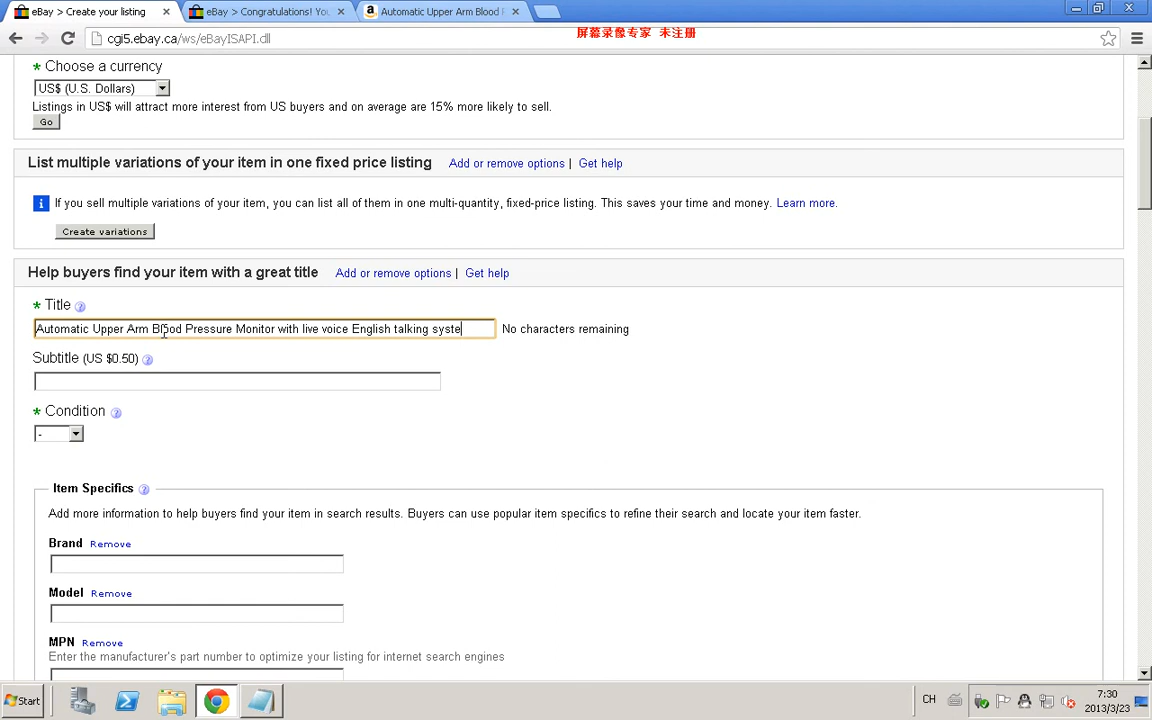 eBay > Create your listing
eBay > Congratulations! You
Automatic Upper Arm Blood P
cgi5.ebay.ca/ws/eBayISAPI.dll
屏幕录像专家 未注册
* Choose a currency
US$ (U.S. Dollars)
Listings in US$ will attract more interest from US buyers and on average are 15% more likely to sell.
Go
List multiple variations of your item in one fixed price listing Add or remove options | Get help
i If you sell multiple variations of your item, you can list all of them in one multi-quantity, fixed-price listing. This saves your time and money. Learn more.
Create variations
Help buyers find your item with a great title Add or remove options | Get help
* Title ?
Automatic Upper Arm Blood Pressure Monitor with live voice English talking syste No characters remaining
Subtitle (US $0.50) ?
* Condition ?
-
Item Specifics ?
Add more information to help buyers find your item in search results. Buyers can use popular item specifics to refine their search and locate your item faster.
Brand Remove
Model Remove
MPN Remove
Enter the manufacturer's part number to optimize your listing for internet search engines
Start
CH
7:30
2013/3/23